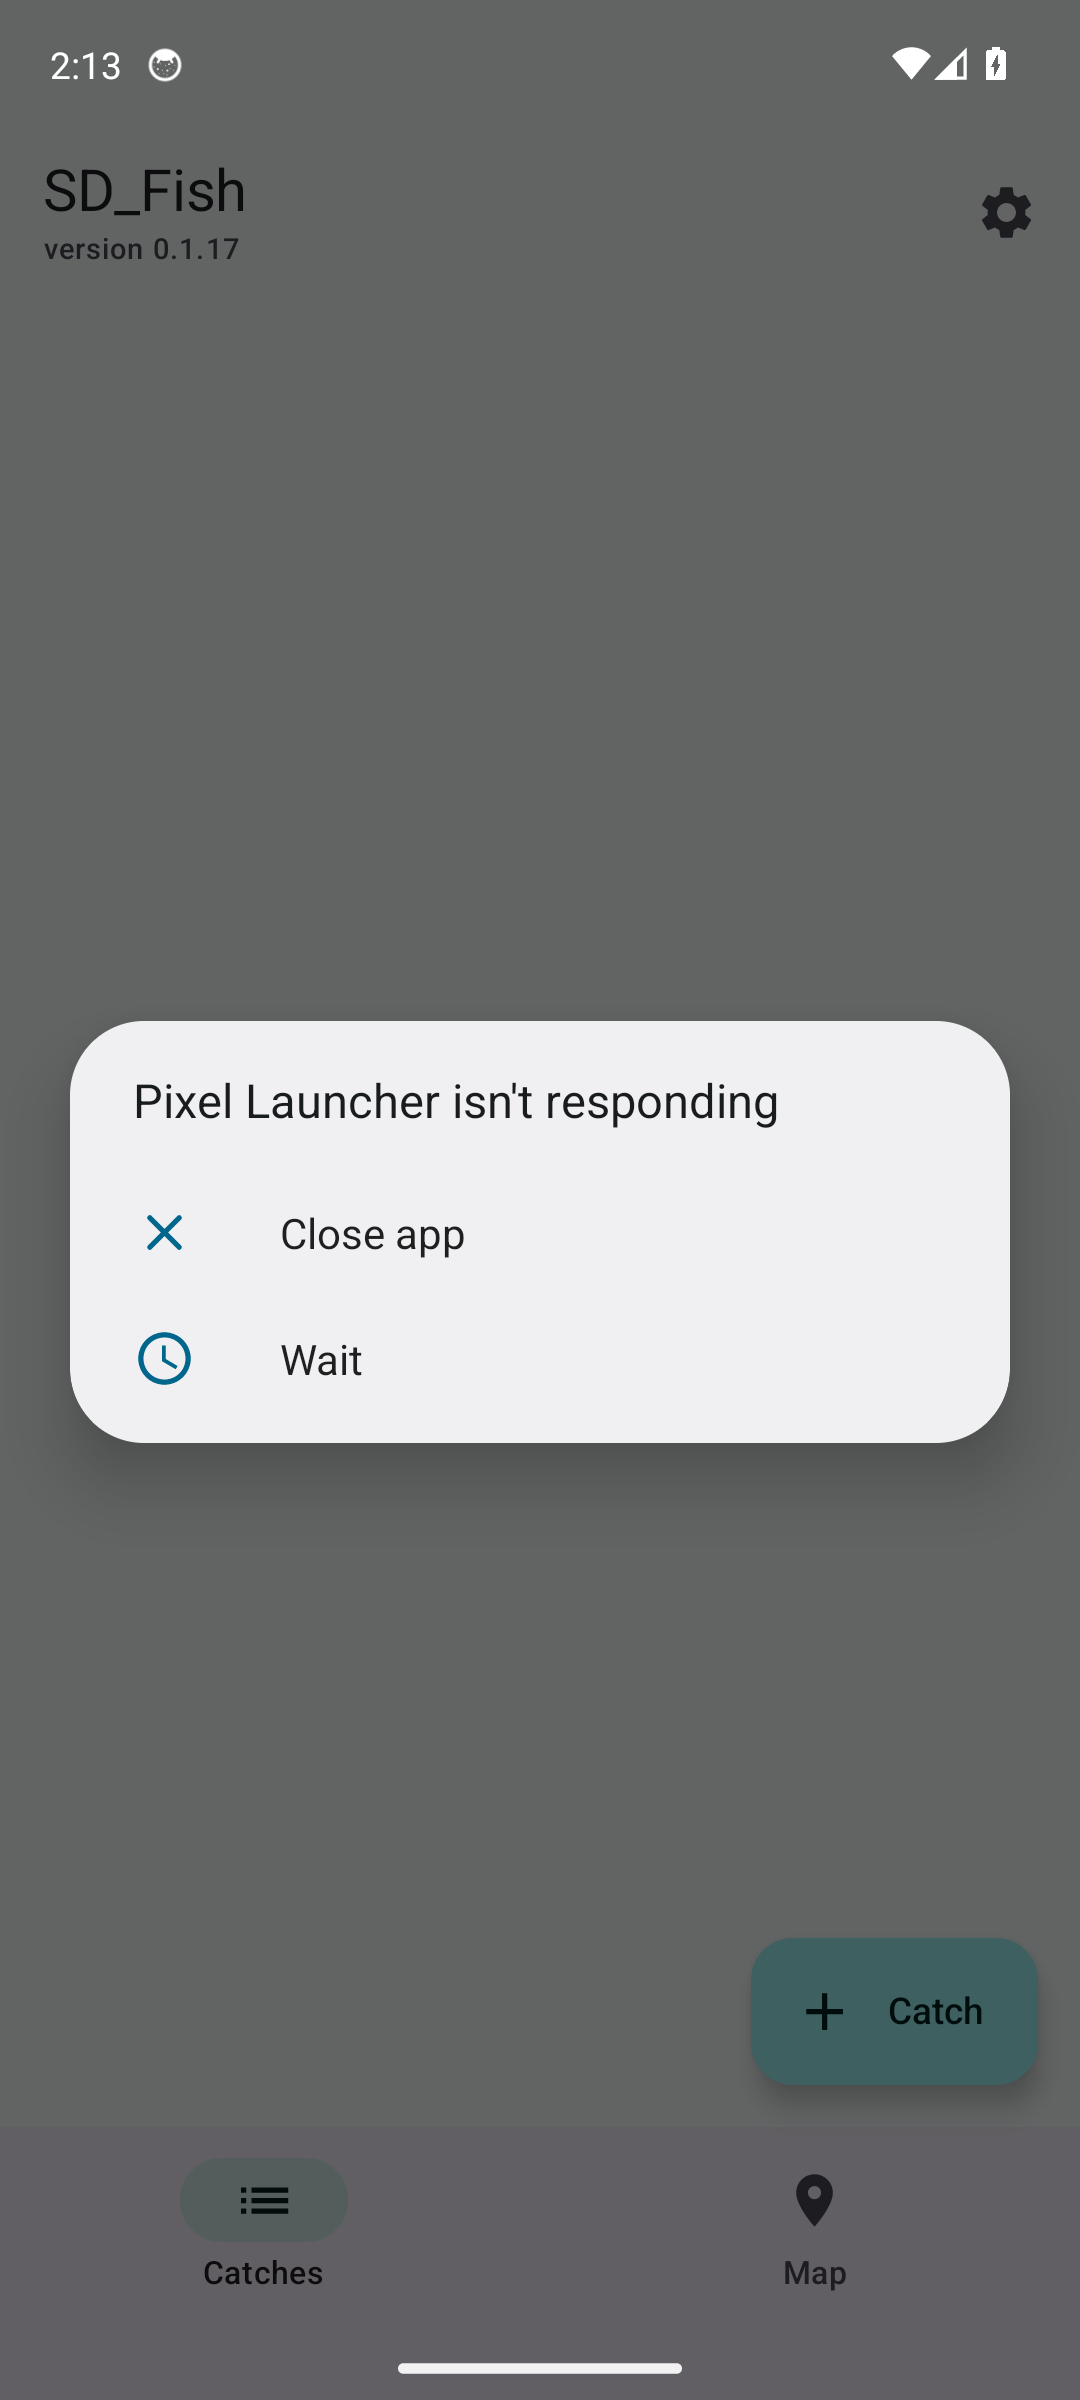 2:13
SD_Fish
version 0.1.17
Pixel Launcher isn't responding
Close app
Wait
Catch
Catches
Map